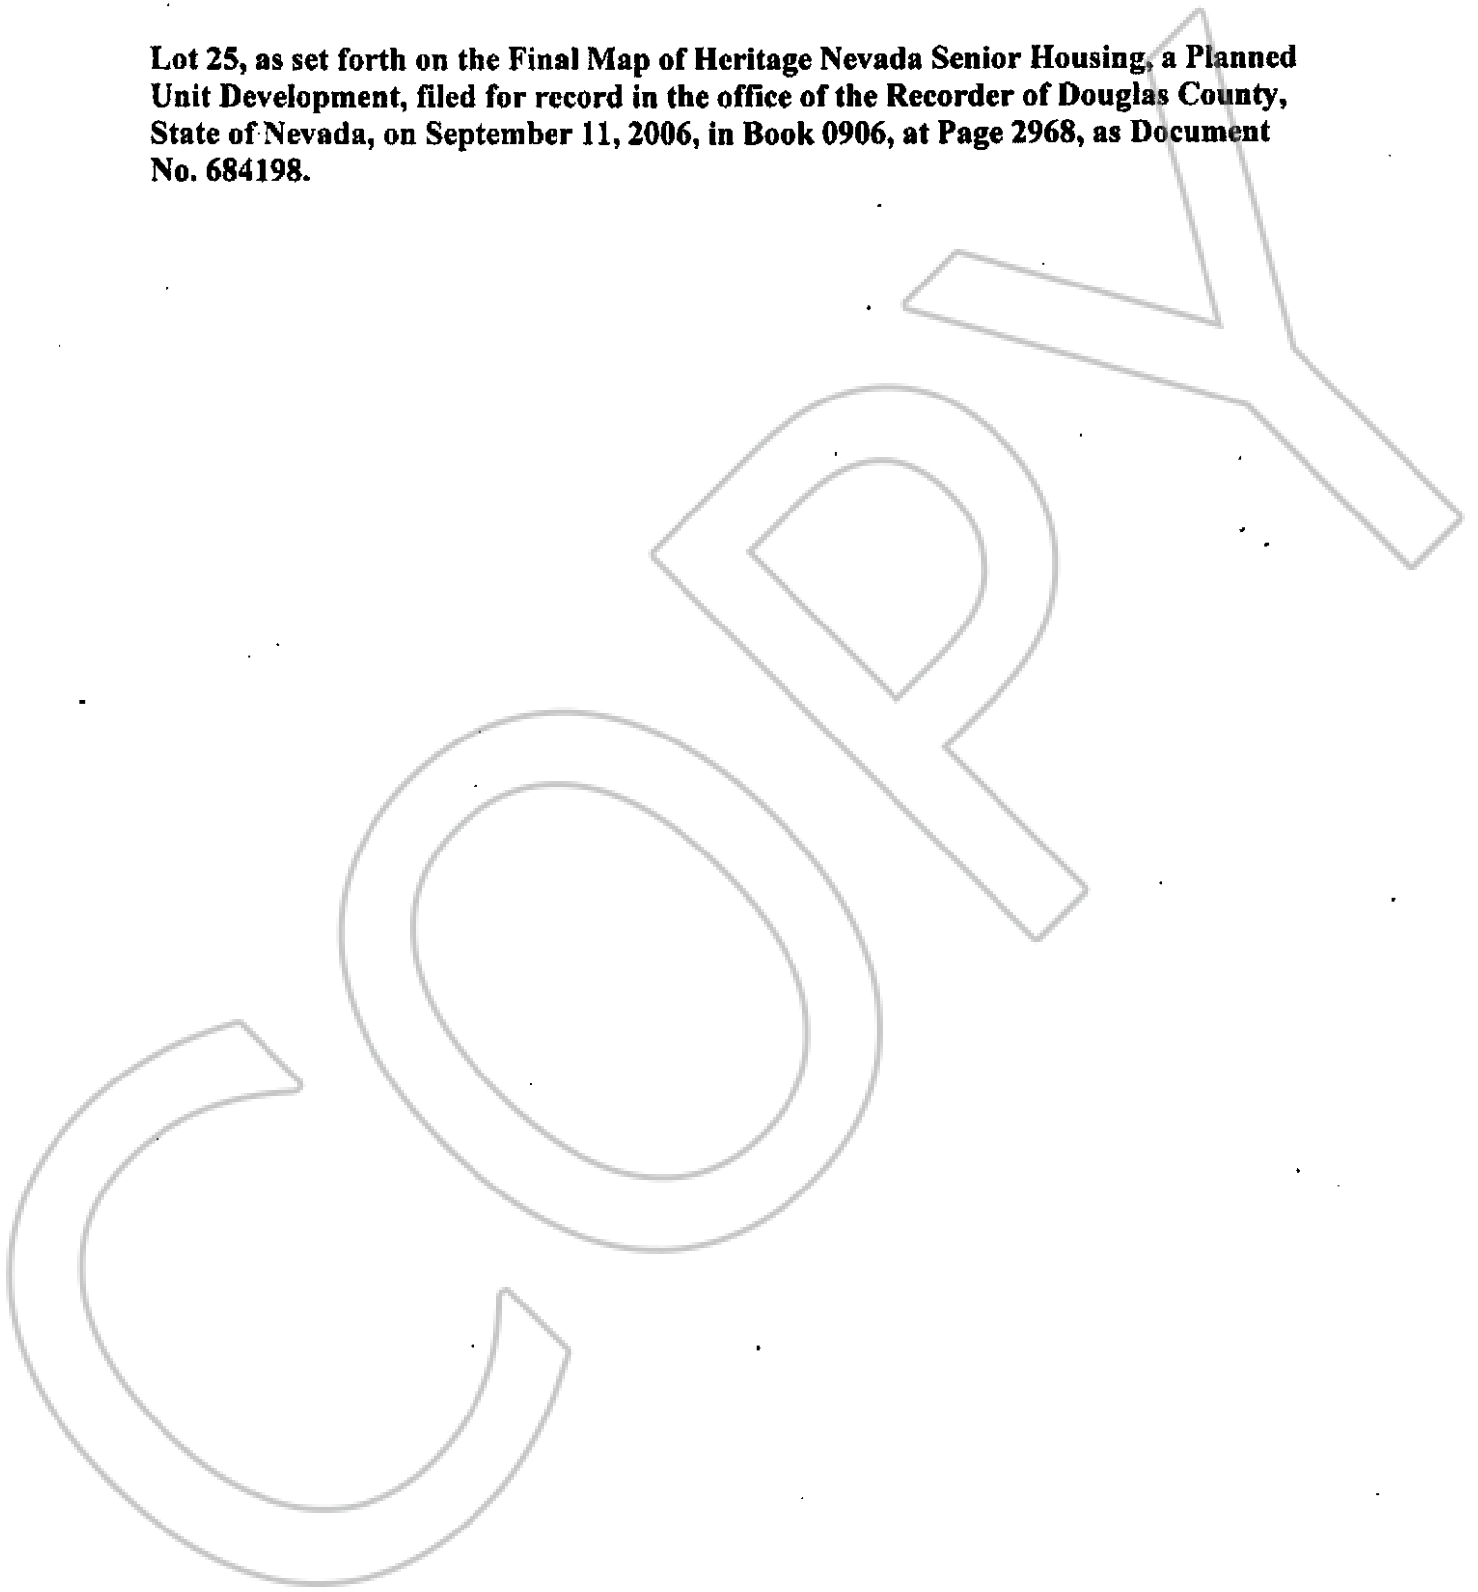 Lot 25, as set forth on the Final Map of Heritage Nevada Senior Housing, a Planned
Unit Development, filed for record in the office of the Recorder of Douglas County,
State of Nevada, on September 11, 2006, in Book 0906, at Page 2968, as Document
No. 684198.
COPY